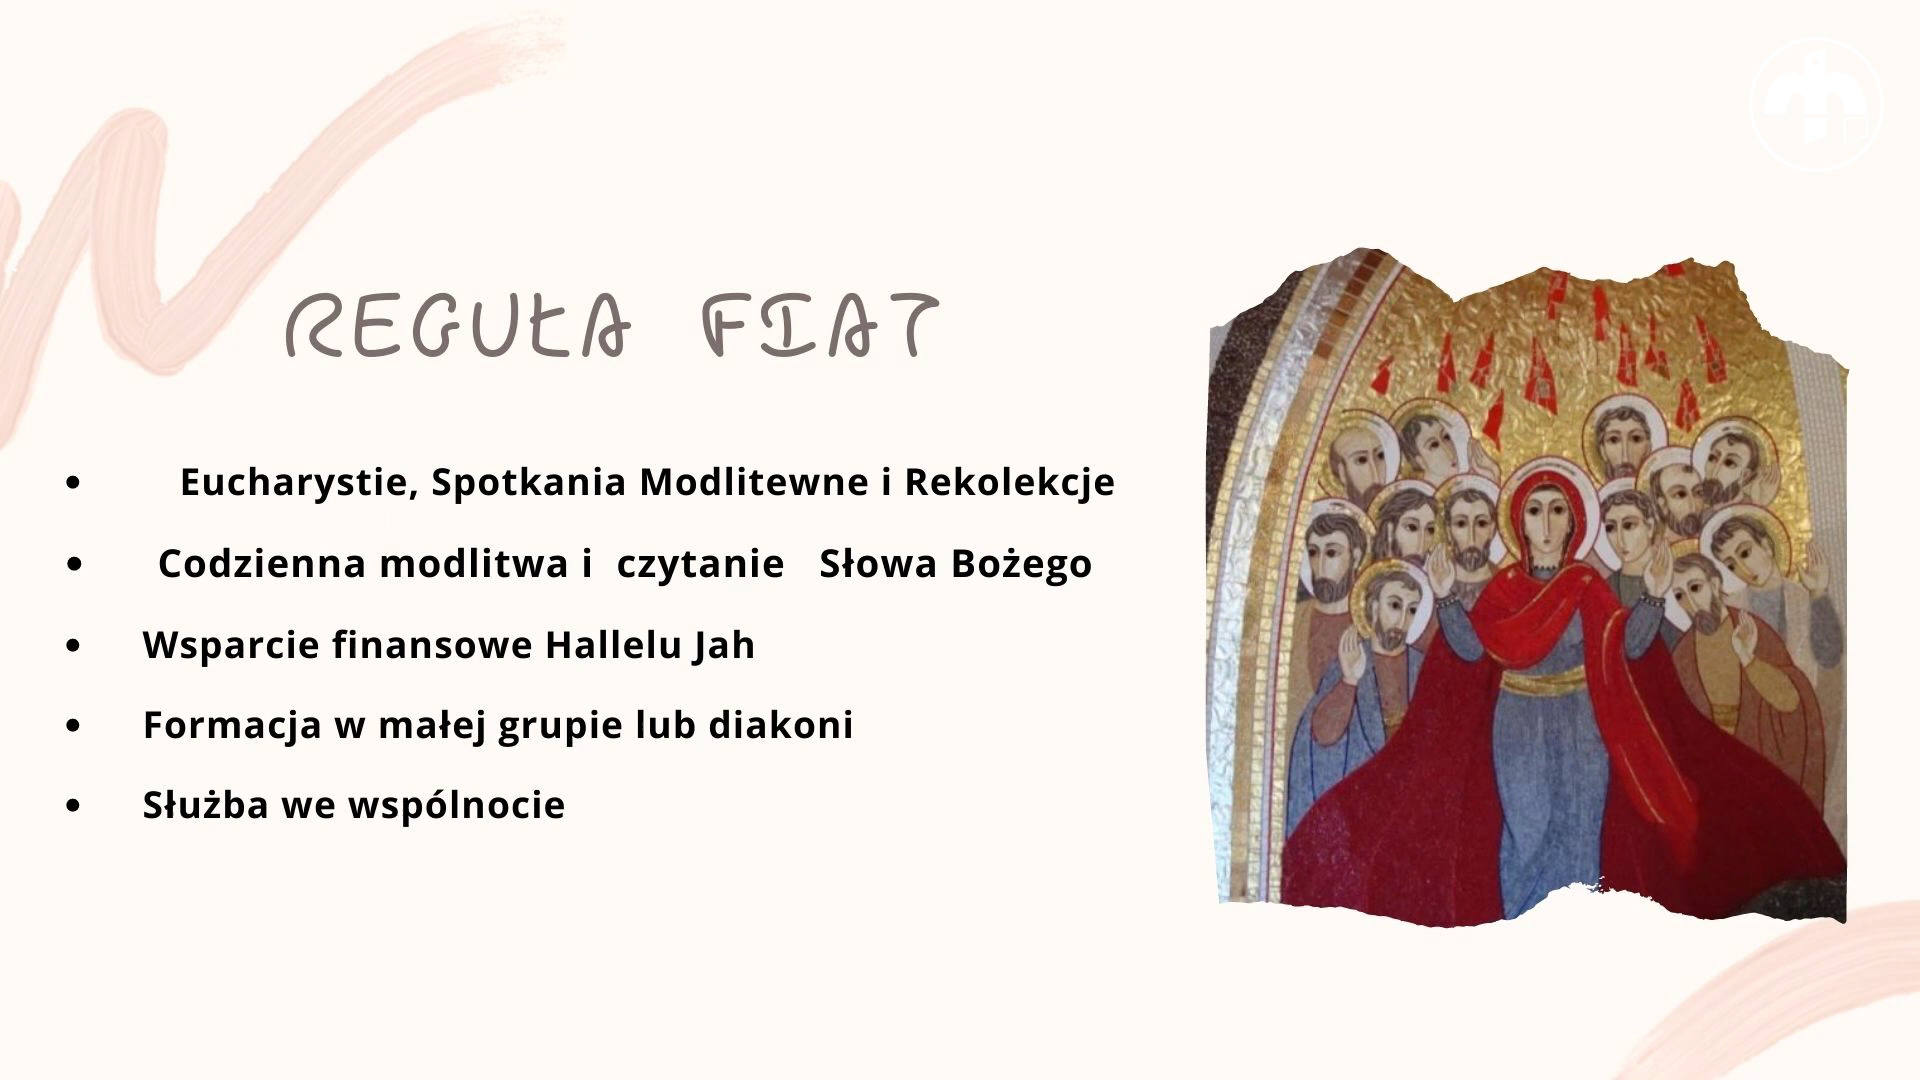 REGUŁA FIAT
• Eucharystie, Spotkania Modlitewne i Rekolekcje
• Codzienna modlitwa i czytanie Słowa Bożego
• Wsparcie finansowe Hallelu Jah
• Formacja w małej grupie lub diakoni
• Służba we wspólnocie